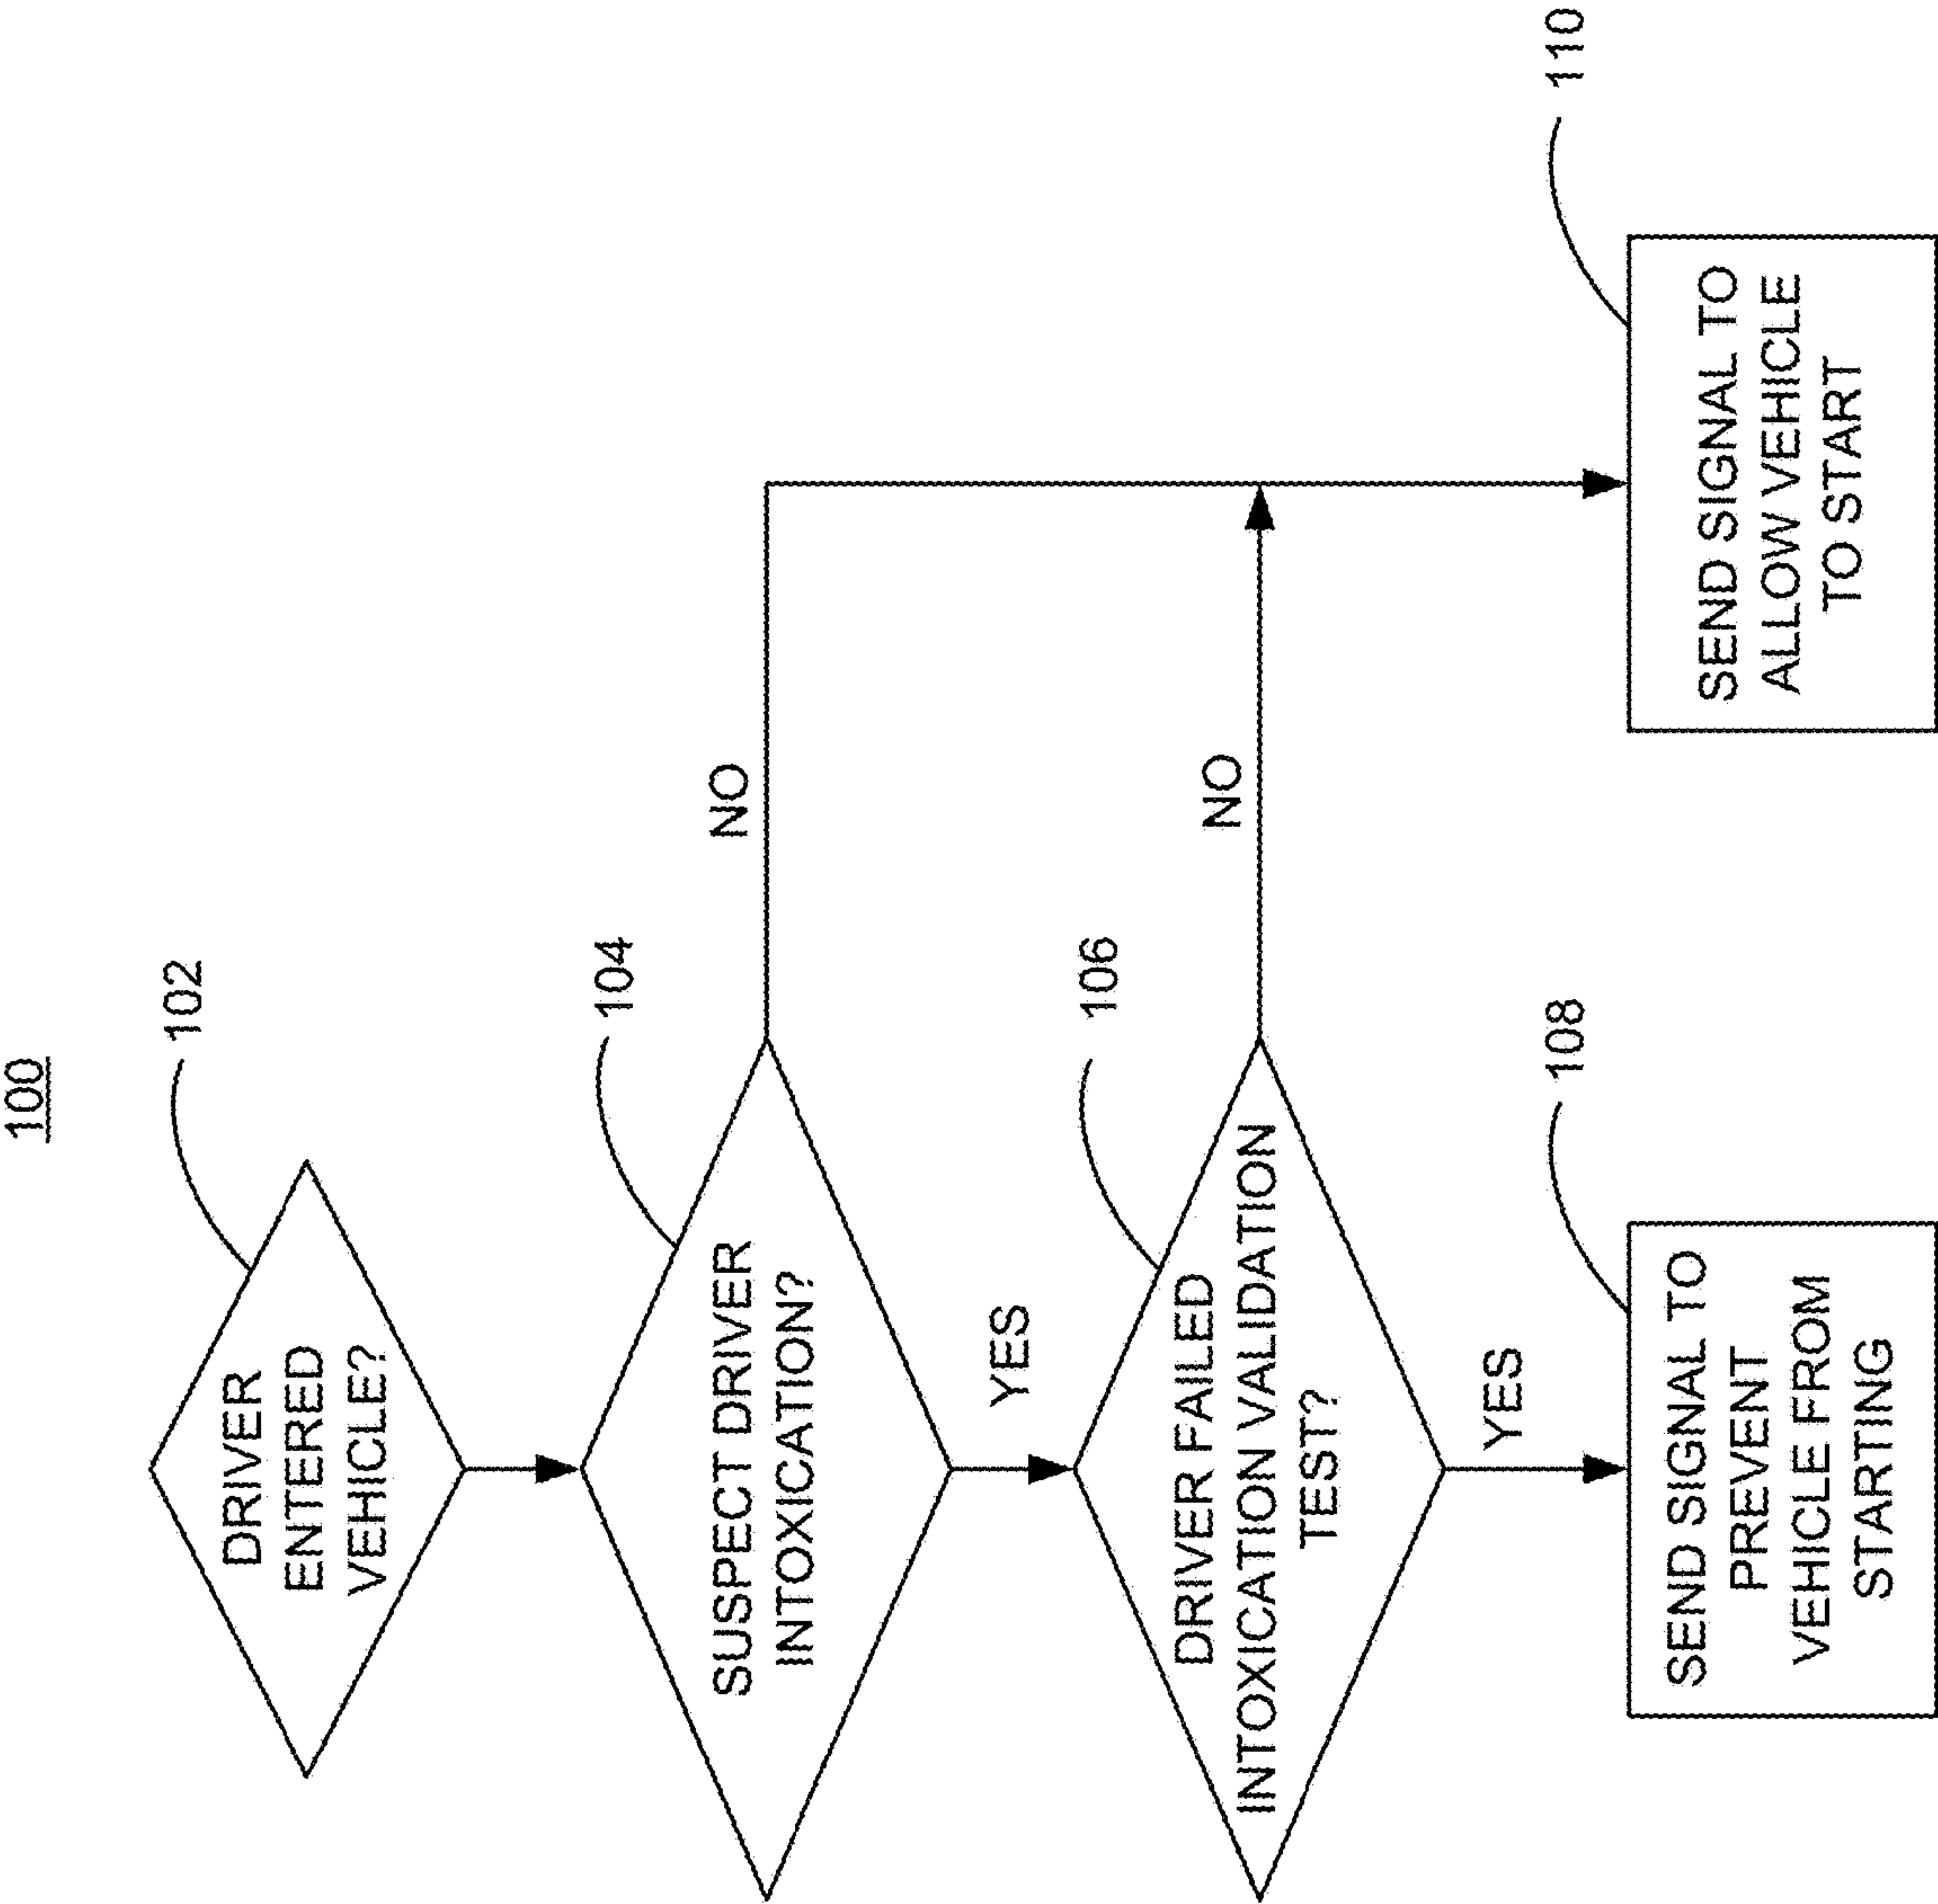 100
102
DRIVER
ENTERED
VEHICLE?
104
SUSPECT DRIVER
INTOXICATION?
NO
YES
106
DRIVER FAILED
INTOXICATION VALIDATION
TEST?
NO
YES
108
SEND SIGNAL TO
PREVENT
VEHICLE FROM
STARTING
110
SEND SIGNAL TO
ALLOW VEHICLE
TO START